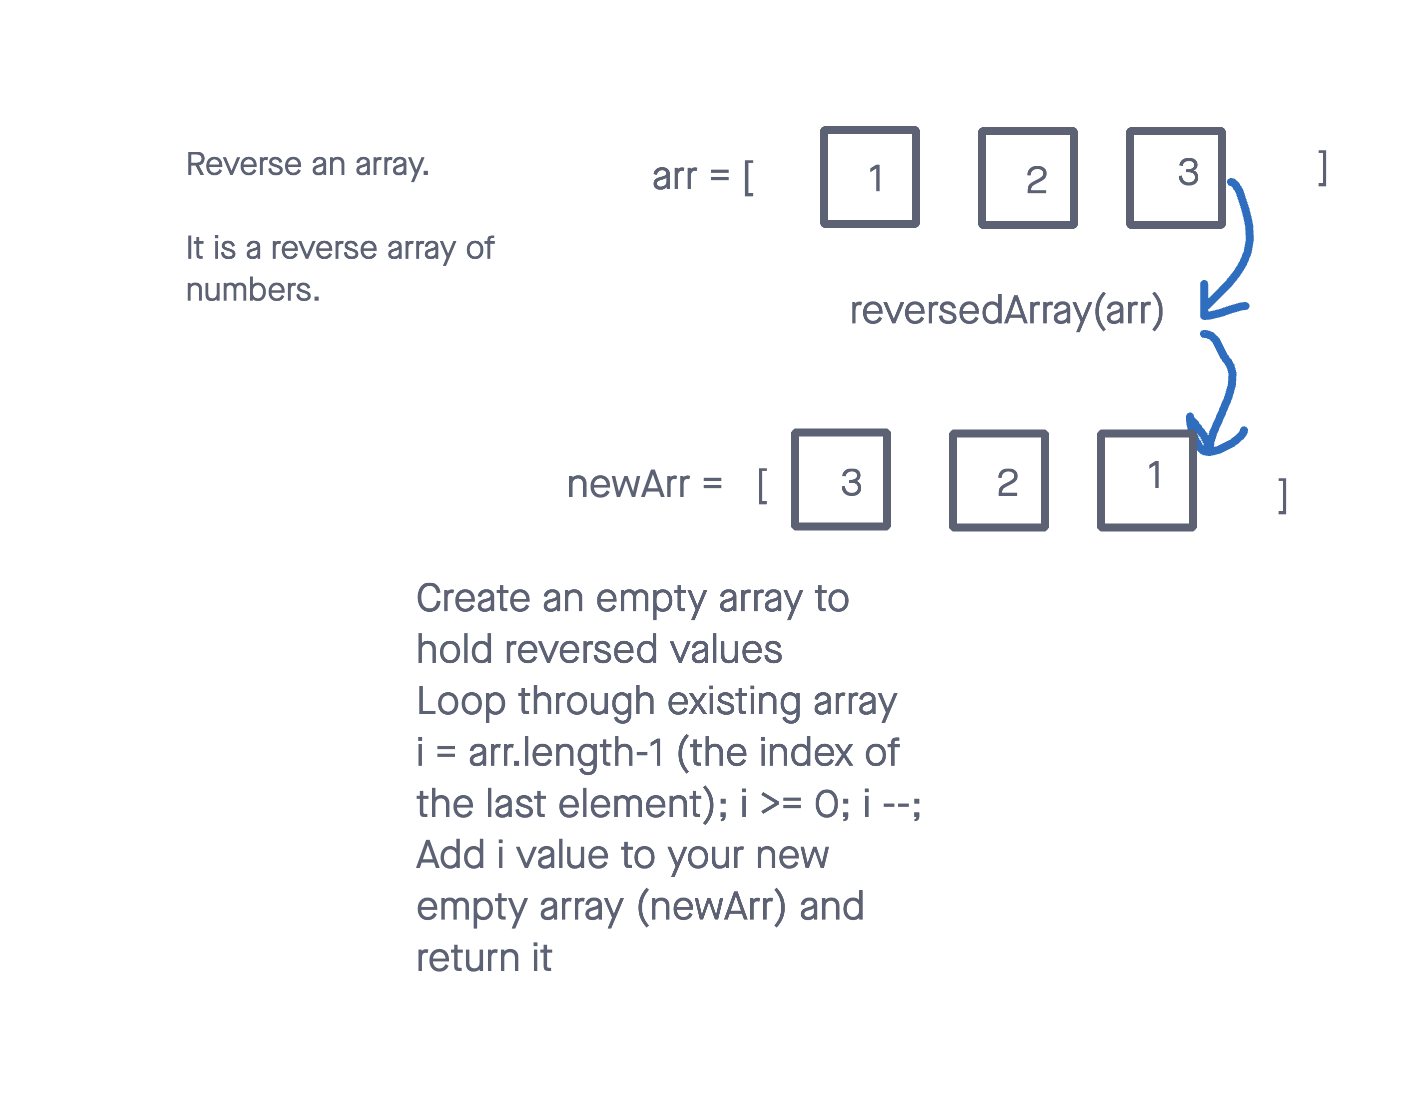 Reverse an array.
It is a reverse array of
numbers.
arr = [ 1 2 3 ]
reversedArray(arr)
newArr = [ 3 2 1 ]
Create an empty array to
hold reversed values
Loop through existing array
i = arr.length-1 (the index of
the last element); i >= 0; i --;
Add i value to your new
empty array (newArr) and
return it